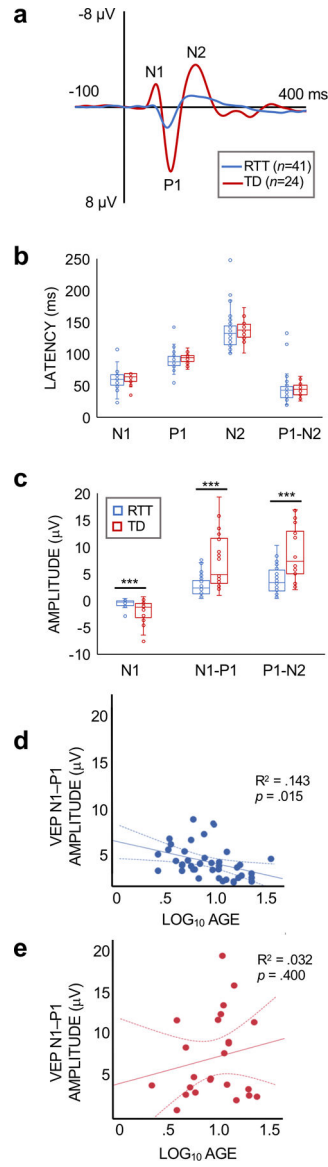 a
-8 µV
N2
N1
-100
400 ms
RTT (n=41)
TD (n=24)
8 µV
P1
b
250
200
150
100
50
0
LATENCY (ms)
N1 P1 N2 P1-N2
c
20
15
10
5
0
-5
-10
AMPLITUDE (µV)
RTT
TD
***
***
***
N1 N1-P1 P1-N2
d
20
15
10
5
VEP N1–P1
AMPLITUDE (µV)
R² = .143
p = .015
0 0.5 1.0 1.5
LOG₁₀ AGE
e
20
15
10
5
VEP N1–P1
AMPLITUDE (µV)
R² = .032
p = .400
0 0.5 1.0 1.5
LOG₁₀ AGE